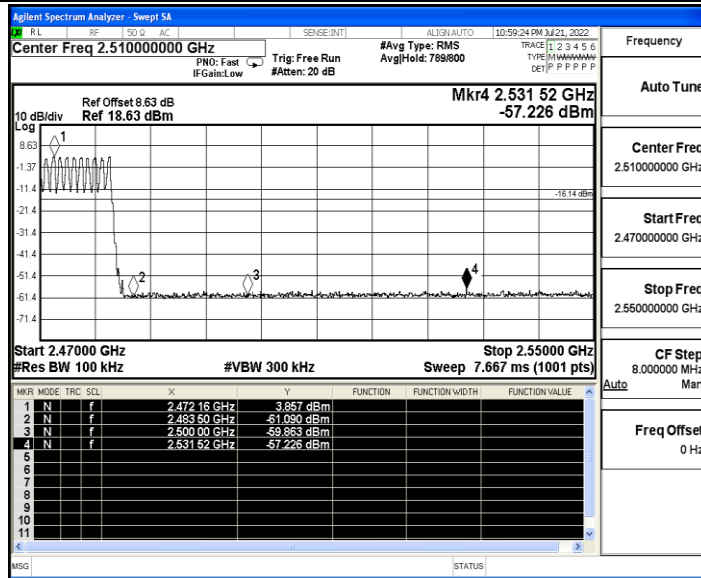 Agilent Spectrum Analyzer - Swept SA
RL RF 50 Ω AC SENSE:INT ALIGNAUTO 10:59:24 PM Jul 21, 2022
Center Freq 2.510000000 GHz
#Avg Type: RMS
TRACE 1 2 3 4 5 6
PNO: Fast Trig: Free Run Avg|Hold: 789/800
TYPE MWWWWW
IFGain:Low #Atten: 20 dB
DET P P P P P P
Ref Offset 8.63 dB
Mkr4 2.531 52 GHz
10 dB/div Ref 18.63 dBm
-57.226 dBm
Log
8.63
-1.37
-11.4
-16.14 dBm
-21.4
-31.4
-41.4
-51.4
-61.4
-71.4
1
2
3
4
Start 2.47000 GHz Stop 2.55000 GHz
#Res BW 100 kHz #VBW 300 kHz Sweep 7.667 ms (1001 pts)
MKR MODE TRC SCL X Y FUNCTION FUNCTION WIDTH FUNCTION VALUE
1 N f 2.472 16 GHz 3.857 dBm
2 N f 2.483 50 GHz -61.090 dBm
3 N f 2.500 00 GHz -59.863 dBm
4 N f 2.531 52 GHz -57.226 dBm
5
6
7
8
9
10
11
MSG STATUS
Frequency
Auto Tune
Center Freq
2.510000000 GHz
Start Freq
2.470000000 GHz
Stop Freq
2.550000000 GHz
CF Step
8.000000 MHz
Auto Man
Freq Offset
0 Hz